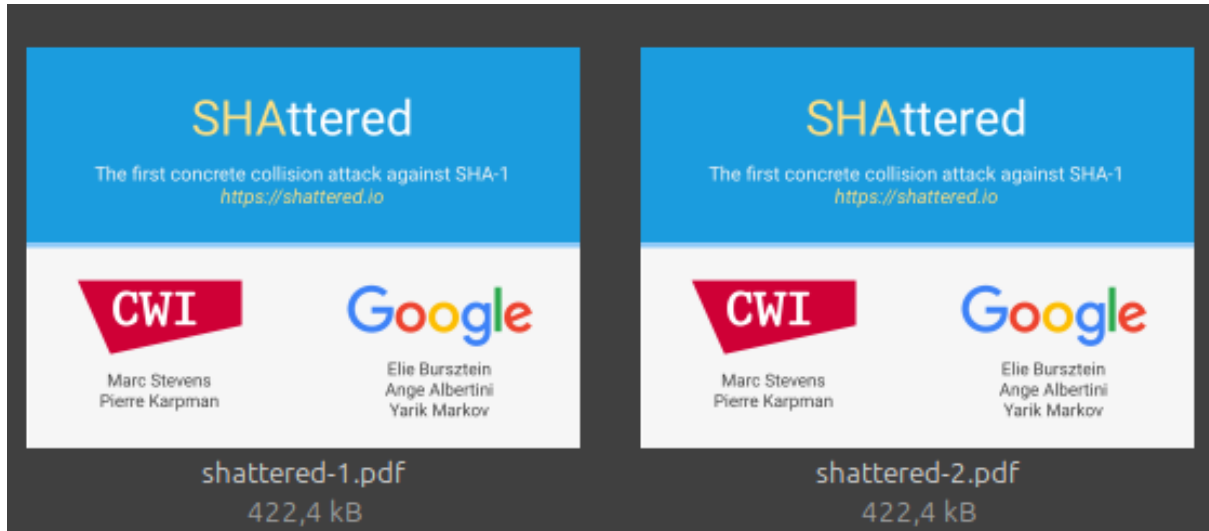 SHAttered
The first concrete collision attack against SHA-1
https://shattered.io
CWI
Marc Stevens
Pierre Karpman
Google
Elie Bursztein
Ange Albertini
Yarik Markov
shattered-1.pdf
422,4 kB
SHAttered
The first concrete collision attack against SHA-1
https://shattered.io
CWI
Marc Stevens
Pierre Karpman
Google
Elie Bursztein
Ange Albertini
Yarik Markov
shattered-2.pdf
422,4 kB